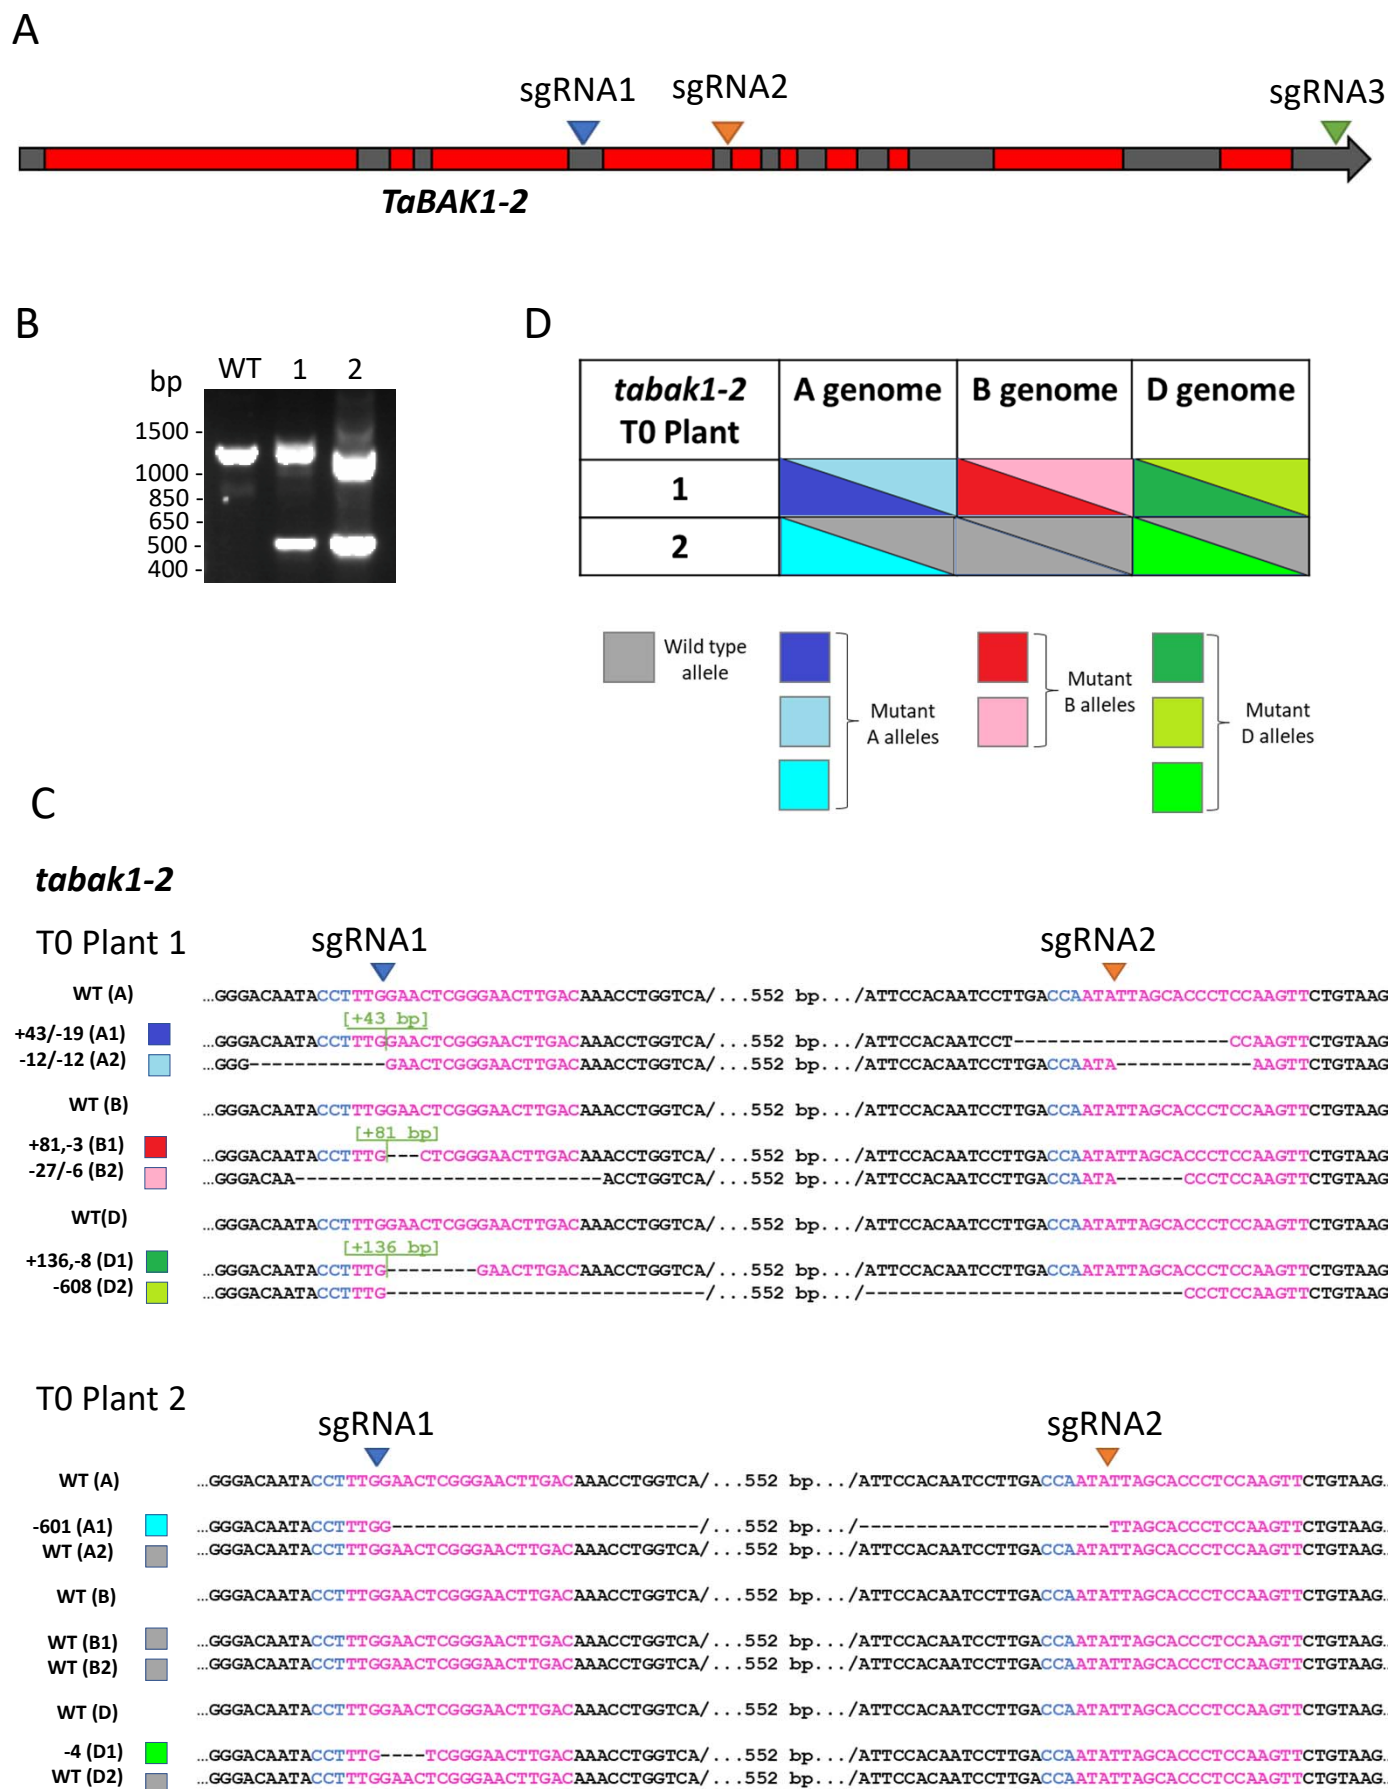 A
sgRNA1 sgRNA2 sgRNA3
TaBAK1-2
B
WT 1 2
bp
1500 -
1000 -
850 -
650 -
500 -
400 -
D
tabak1-2 T0 Plant A genome B genome D genome
1
2
Wild type allele
Mutant A alleles
Mutant B alleles
Mutant D alleles
C
tabak1-2
T0 Plant 1
sgRNA1 sgRNA2
WT (A) ...GGGACAATACCTTTGGAACTCGGGAACTTGACAAACCTGGTCA/...552 bp.../ATTCCACAATCCTTGACCAATATTAGCACCCTCCAAGTTCTGTAAG
[+43 bp]
+43/-19 (A1) ...GGGACAATACCTTTGGAACTCGGGAACTTGACAAACCTGGTCA/...552 bp.../ATTCCACAATCCT-------------------CCAAGTTCTGTAAG
-12/-12 (A2) ...GGG------------GAACTCGGGAACTTGACAAACCTGGTCA/...552 bp.../ATTCCACAATCCTTGACCAATA------------AAGTTCTGTAAG
WT (B) ...GGGACAATACCTTTGGAACTCGGGAACTTGACAAACCTGGTCA/...552 bp.../ATTCCACAATCCTTGACCAATATTAGCACCCTCCAAGTTCTGTAAG
[+81 bp]
+81,-3 (B1) ...GGGACAATACCTTTG---CTCGGGAACTTGACAAACCTGGTCA/...552 bp.../ATTCCACAATCCTTGACCAATATTAGCACCCTCCAAGTTCTGTAAG
-27/-6 (B2) ...GGGACAA---------------------------ACCTGGTCA/...552 bp.../ATTCCACAATCCTTGACCAATA------CCCTCCAAGTTCTGTAAG
WT(D) ...GGGACAATACCTTTGGAACTCGGGAACTTGACAAACCTGGTCA/...552 bp.../ATTCCACAATCCTTGACCAATATTAGCACCCTCCAAGTTCTGTAAG
[+136 bp]
+136,-8 (D1) ...GGGACAATACCTTTG--------GAACTTGACAAACCTGGTCA/...552 bp.../ATTCCACAATCCTTGACCAATATTAGCACCCTCCAAGTTCTGTAAG
-608 (D2) ...GGGACAATACCTTTG----------------------------/...552 bp.../----------------------------CCCTCCAAGTTCTGTAAG
T0 Plant 2
sgRNA1 sgRNA2
WT (A) ...GGGACAATACCTTTGGAACTCGGGAACTTGACAAACCTGGTCA/...552 bp.../ATTCCACAATCCTTGACCAATATTAGCACCCTCCAAGTTCTGTAAG...
-601 (A1) ...GGGACAATACCTTTGG---------------------------/...552 bp.../----------------------TTAGCACCCTCCAAGTTCTGTAAG...
WT (A2) ...GGGACAATACCTTTGGAACTCGGGAACTTGACAAACCTGGTCA/...552 bp.../ATTCCACAATCCTTGACCAATATTAGCACCCTCCAAGTTCTGTAAG...
WT (B) ...GGGACAATACCTTTGGAACTCGGGAACTTGACAAACCTGGTCA/...552 bp.../ATTCCACAATCCTTGACCAATATTAGCACCCTCCAAGTTCTGTAAG...
WT (B1) ...GGGACAATACCTTTGGAACTCGGGAACTTGACAAACCTGGTCA/...552 bp.../ATTCCACAATCCTTGACCAATATTAGCACCCTCCAAGTTCTGTAAG...
WT (B2) ...GGGACAATACCTTTGGAACTCGGGAACTTGACAAACCTGGTCA/...552 bp.../ATTCCACAATCCTTGACCAATATTAGCACCCTCCAAGTTCTGTAAG...
WT (D) ...GGGACAATACCTTTGGAACTCGGGAACTTGACAAACCTGGTCA/...552 bp.../ATTCCACAATCCTTGACCAATATTAGCACCCTCCAAGTTCTGTAAG...
-4 (D1) ...GGGACAATACCTTTG----TCGGGAACTTGACAAACCTGGTCA/...552 bp.../ATTCCACAATCCTTGACCAATATTAGCACCCTCCAAGTTCTGTAAG...
WT (D2) ...GGGACAATACCTTTGGAACTCGGGAACTTGACAAACCTGGTCA/...552 bp.../ATTCCACAATCCTTGACCAATATTAGCACCCTCCAAGTTCTGTAAG...